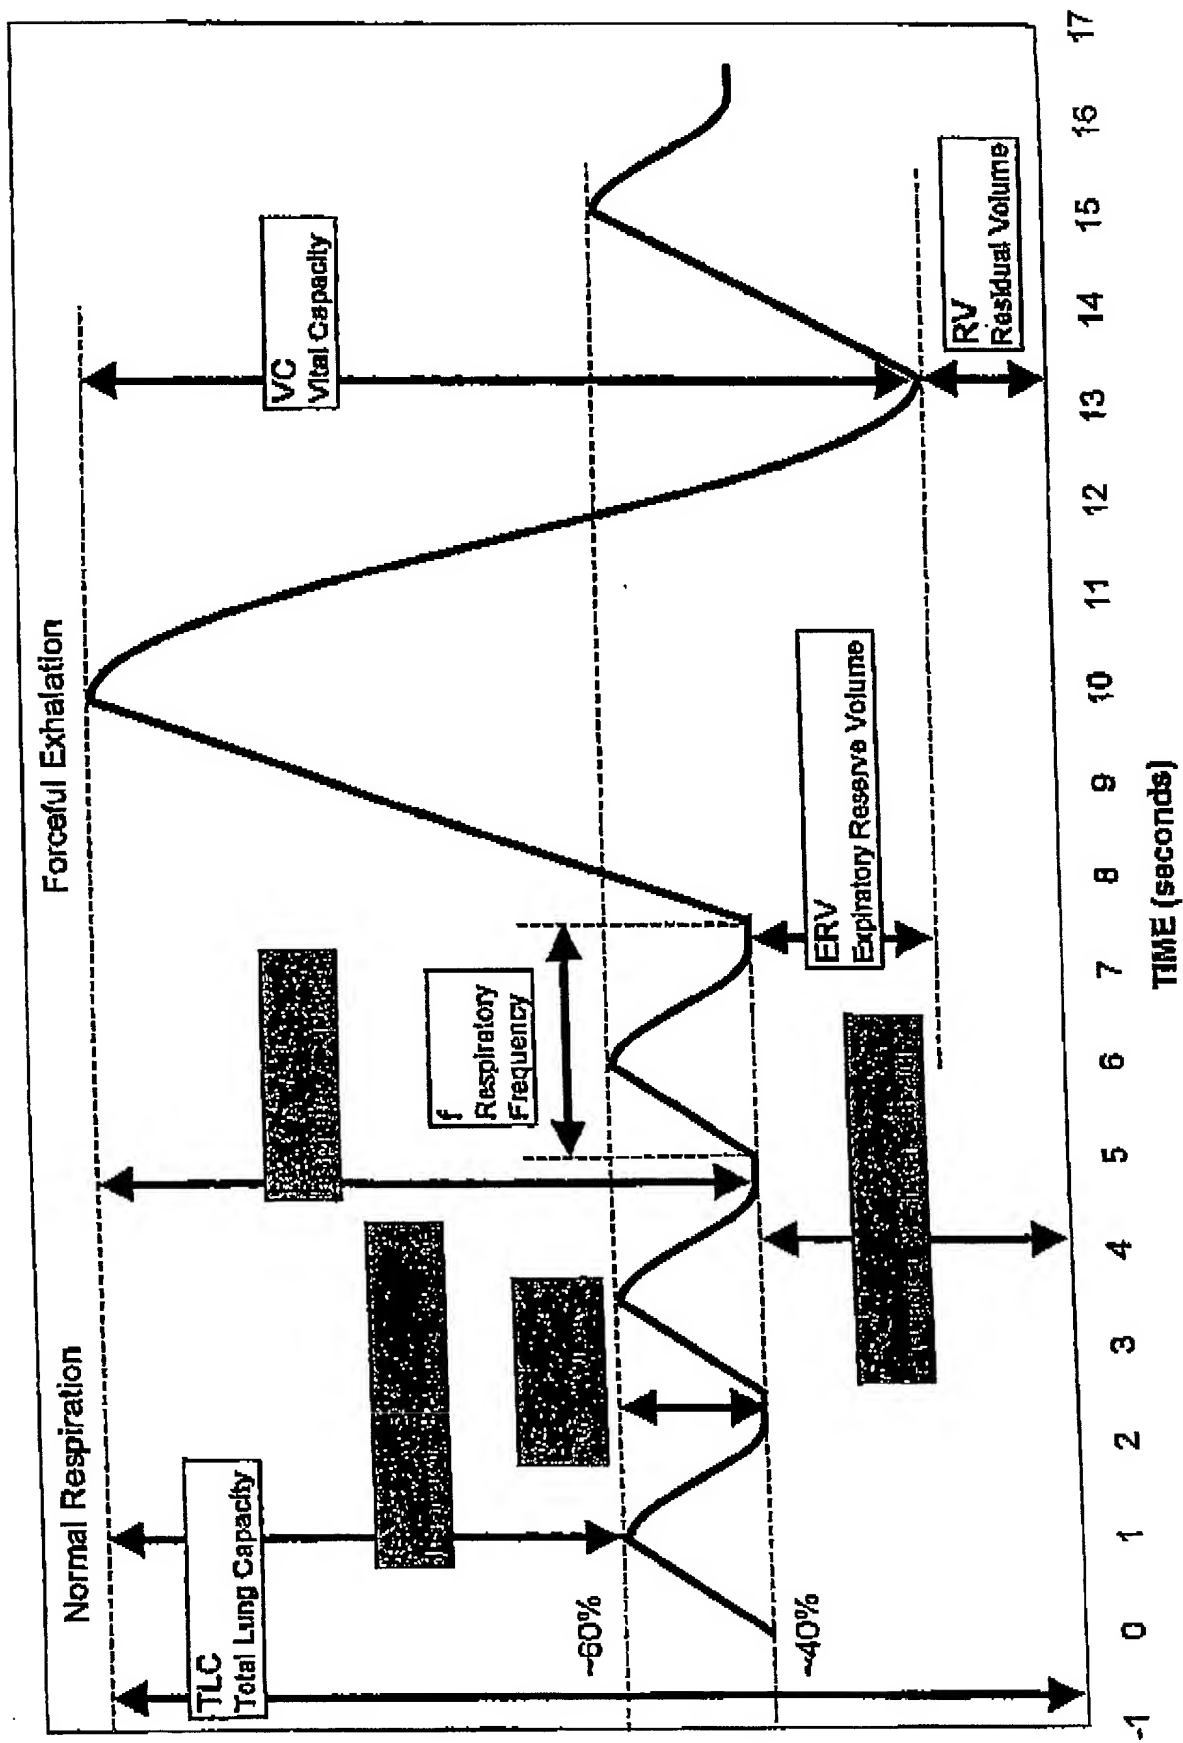 Normal Respiration
Forceful Exhalation
TLC
Total Lung Capacity
VC
Vital Capacity
f
Respiratory
Frequency
~60%
~40%
ERV
Expiratory Reserve Volume
RV
Residual Volume
-1 0 1 2 3 4 5 6 7 8 9 10 11 12 13 14 15 16 17
TIME (seconds)